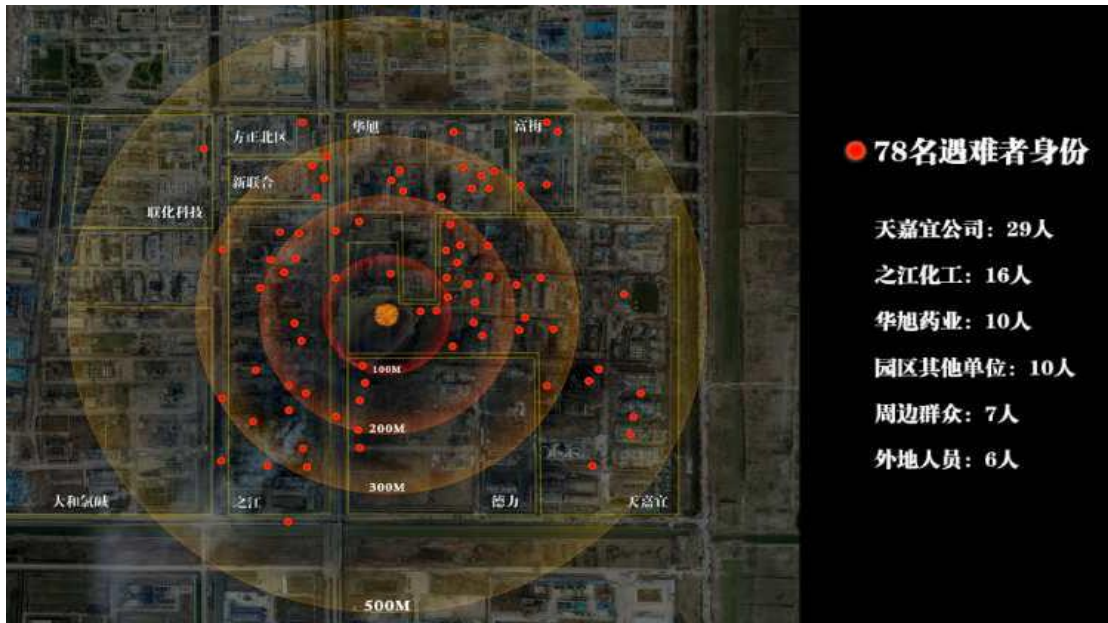 方正北区
华旭
富梅
新联合
联化科技
100M
200M
300M
大和氯碱
之江
德力
天嘉宜
500M
78名遇难者身份
天嘉宜公司：29人
之江化工：16人
华旭药业：10人
园区其他单位：10人
周边群众：7人
外地人员：6人